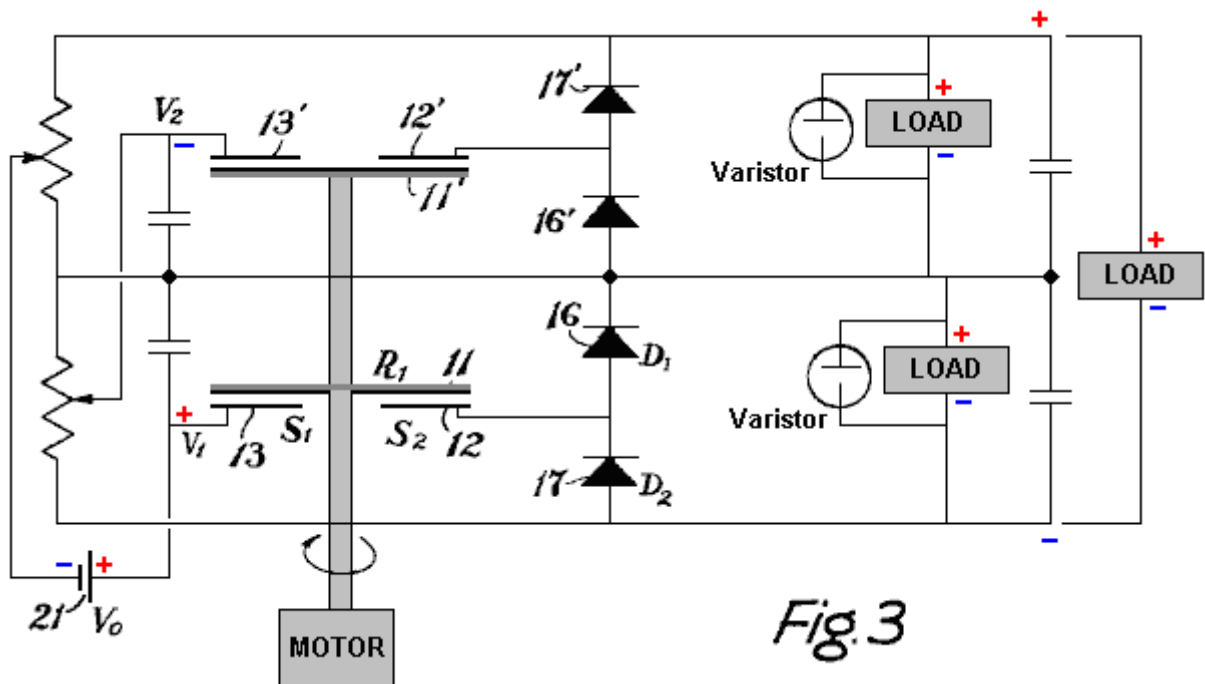 +
17'
V2
13'
12'
+
LOAD
−
Varistor
−
11'
16'
+
LOAD
−
16
D1
+
LOAD
−
R1
11
+
V1
13
S1
S2
12
Varistor
17
D2
−
− +
21
V0
MOTOR
Fig. 3